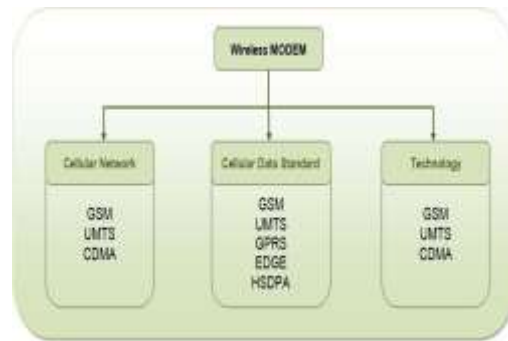 Wireless MODEM
Cellular Network
GSM
UMTS
CDMA
Cellular Data Standard
GSM
UMTS
GPRS
EDGE
HSDPA
Technology
GSM
UMTS
CDMA